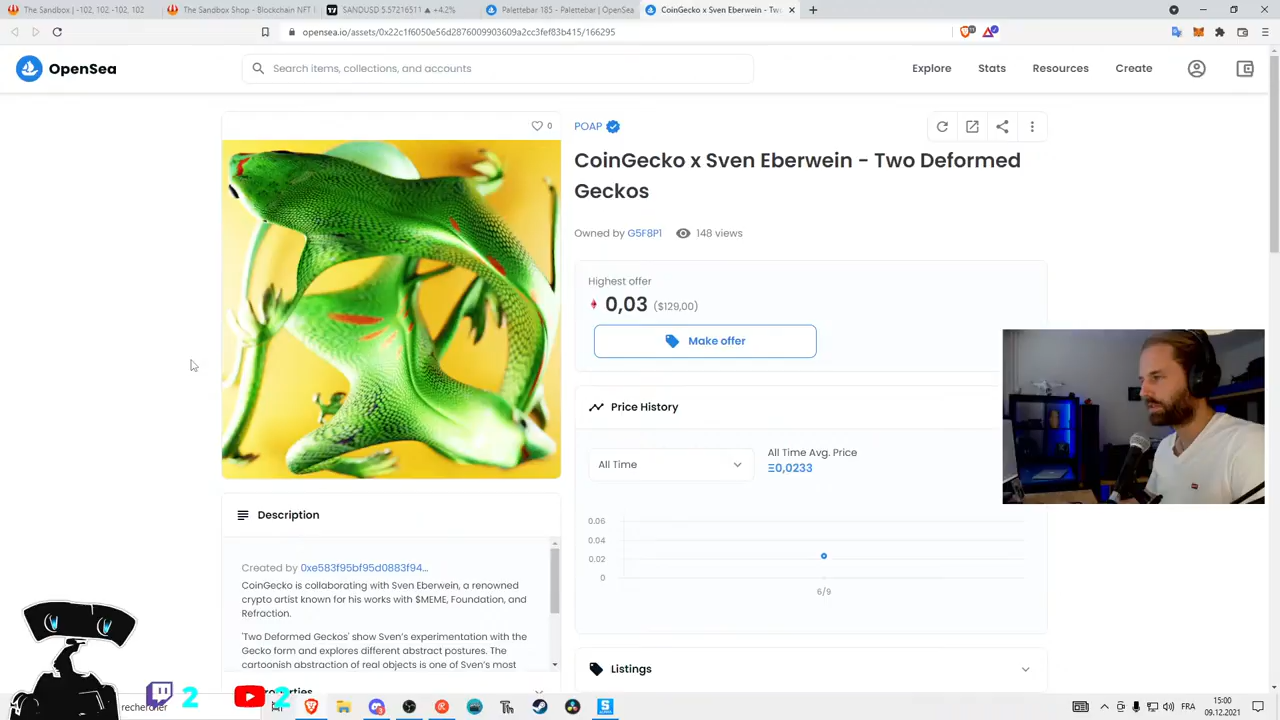 The Sandbox | -102, 102:-102, 102
The Sandbox Shop - Blockchain NFT
SANDUSD 5.57216511 ▲ +4.2%
Palettebar 185 - Palettebar | OpenSea
CoinGecko x Sven Eberwein - Two
opensea.io/assets/0x22c1f6050e56d2876009903609a2cc3fef83b415/166295
OpenSea
Search items, collections, and accounts
Explore
Stats
Resources
Create
0
POAP
CoinGecko x Sven Eberwein - Two Deformed
Geckos
Owned by G5F8P1
148 views
Highest offer
0,03 ($129,00)
Make offer
Price History
All Time
All Time Avg. Price
Ξ0,0233
0.06
0.04
0.02
0
6/9
Description
Created by 0xe583f95bf95d0883f94...
CoinGecko is collaborating with Sven Eberwein, a renowned
crypto artist known for his works with $MEME, Foundation, and
Refraction.
'Two Deformed Geckos' show Sven's experimentation with the
Gecko form and explores different abstract postures. The
cartoonish abstraction of real objects is one of Sven's most
Listings
2
2
rechercher
FRA
15:00
09.12.2021